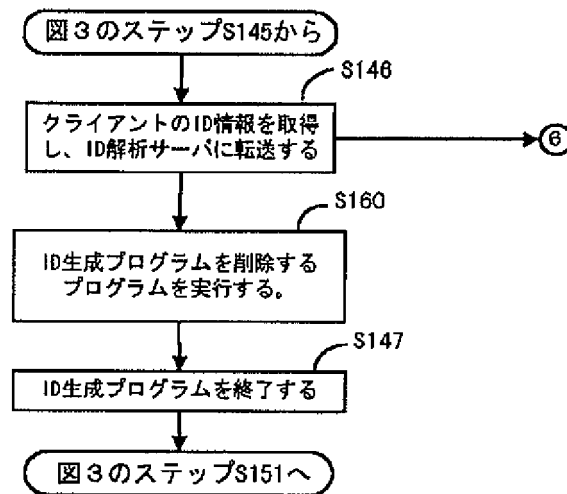 図3のステップS145から
S146
クライアントのID情報を取得
し、ID解析サーバに転送する
6
S160
ID生成プログラムを削除する
プログラムを実行する。
S147
ID生成プログラムを終了する
図3のステップS151へ